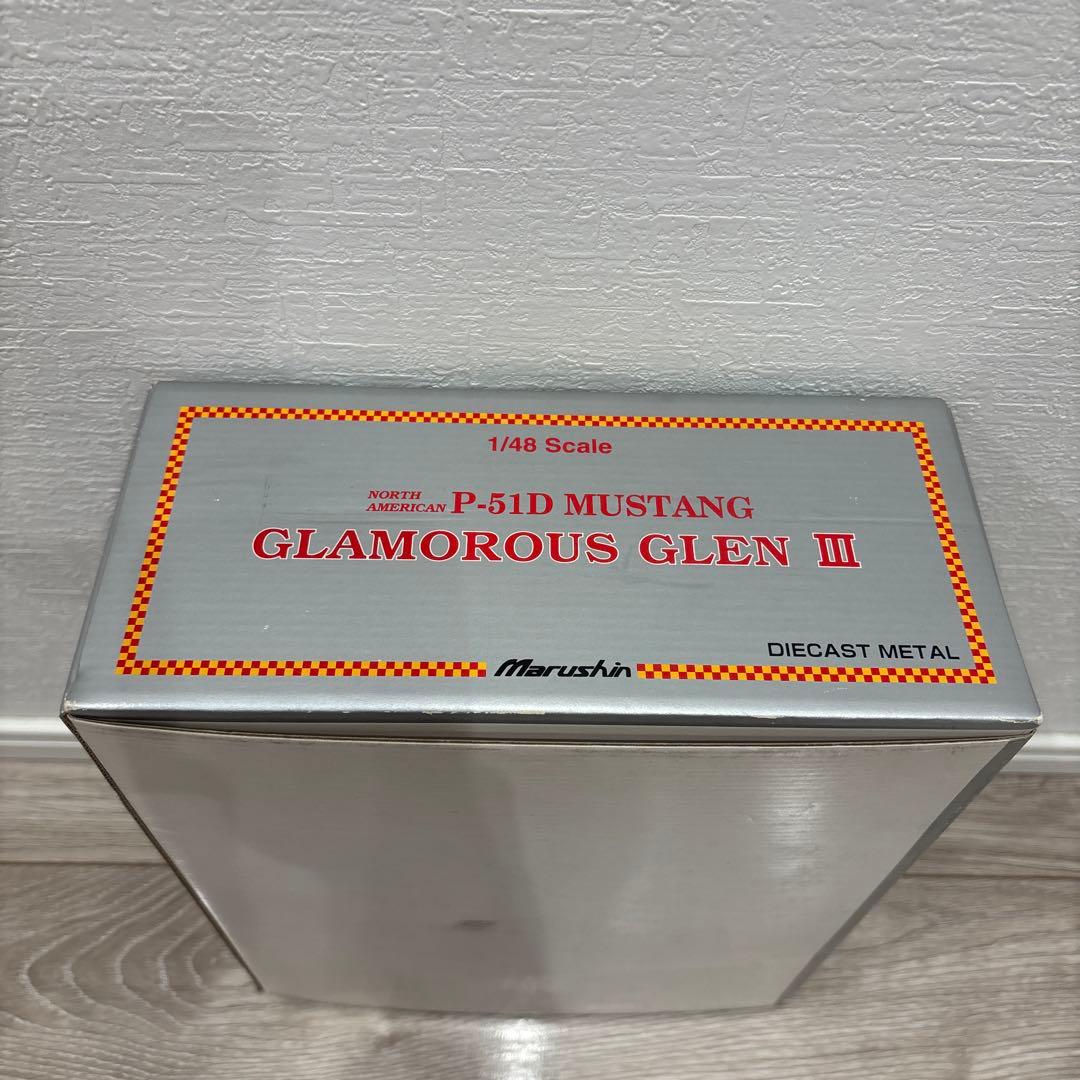 1/48 Scale
NORTH AMERICAN P-51D MUSTANG
GLAMOROUS GLEN III
DIECAST METAL
Marushin